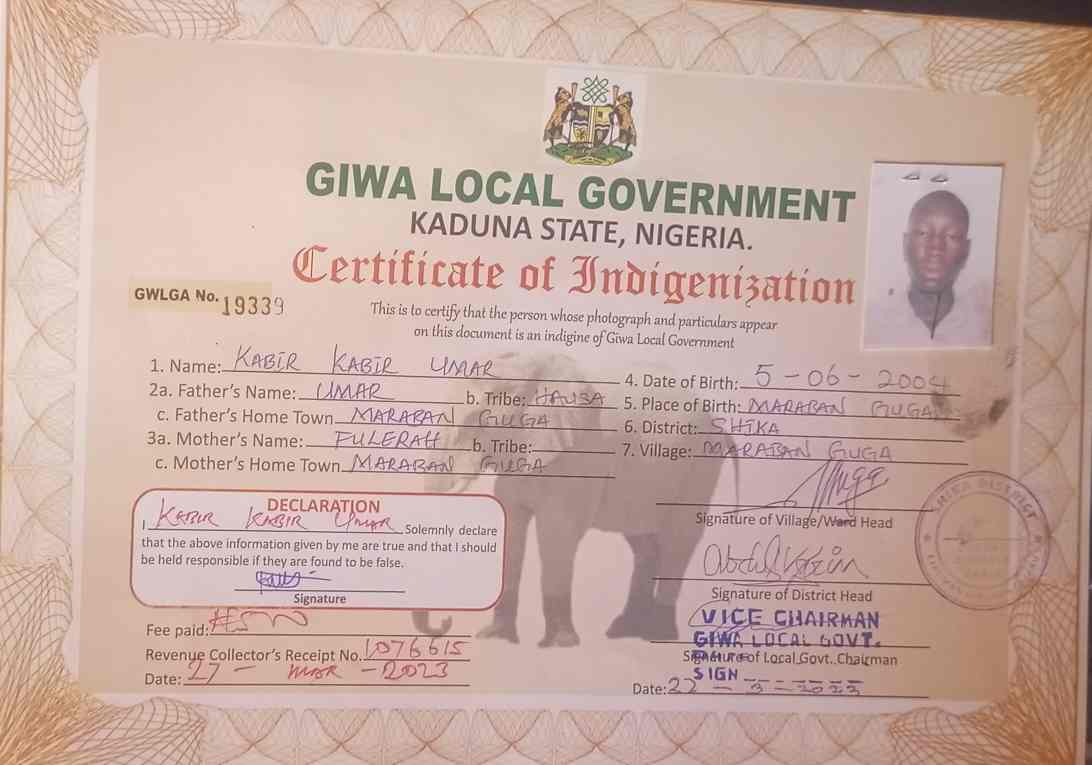 GIWA LOCAL GOVERNMENT
KADUNA STATE, NIGERIA.
Certificate of Indigenization
GWLGA No. 19339
This is to certify that the person whose photograph and particulars appear
on this document is an indigine of Giwa Local Government
1. Name: KABIR KABIR UMAR
2a. Father's Name: UMAR b. Tribe: HAUSA
c. Father's Home Town MARABAN GUGA
3a. Mother's Name: FULERAH b. Tribe:
c. Mother's Home Town MARABAN GUGA
4. Date of Birth: 5-06-2004
5. Place of Birth: MARABAN GUGA
6. District: SHIKA
7. Village: MARABAN GUGA
DECLARATION
I KABIR KABIR UMAR Solemnly declare
that the above information given by me are true and that I should
be held responsible if they are found to be false.
Signature
Fee paid:
Revenue Collector's Receipt No. 1076615
Date: 27 - MAR - 2023
Signature of Village/Ward Head
Signature of District Head
VICE CHAIRMAN
GIWA LOCAL GOVT.
Signature of Local Govt. Chairman
SIGN
Date: 22 - 3 - 2023
SHIKA DISTRICT